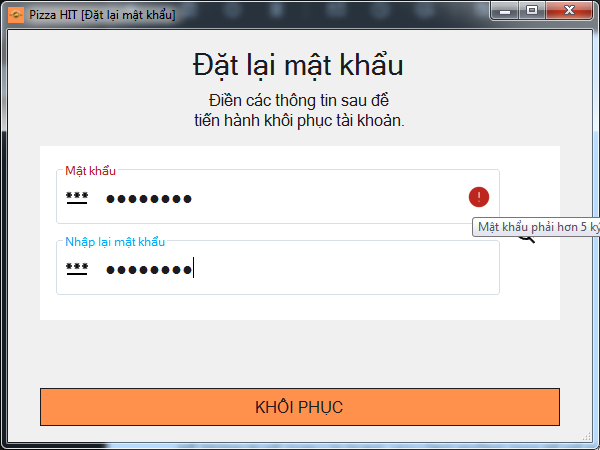 Pizza HIT [Đặt lại mật khẩu]
Đặt lại mật khẩu
Điền các thông tin sau để
tiến hành khôi phục tài khoản.
Mật khẩu
Mật khẩu phải hơn 5 ký
Nhập lại mật khẩu
KHÔI PHỤC